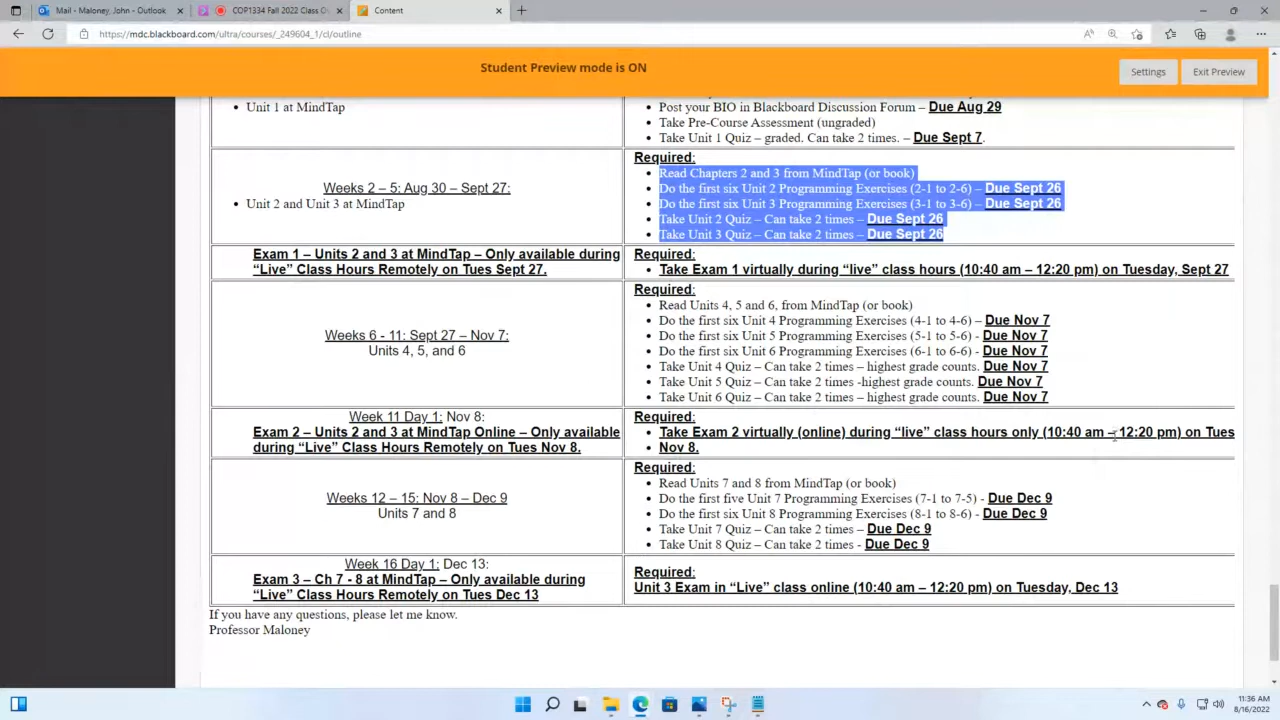 Mail - Maloney, John - Outlook
COP1334 Fall 2022 Class O
Content
https://mdc.blackboard.com/ultra/courses/_249604_1/cl/outline
Student Preview mode is ON
Settings
Exit Preview
• Unit 1 at MindTap
• Post your BIO in Blackboard Discussion Forum – Due Aug 29
• Take Pre-Course Assessment (ungraded)
• Take Unit 1 Quiz – graded. Can take 2 times. – Due Sept 7.
Weeks 2 – 5: Aug 30 – Sept 27:
• Unit 2 and Unit 3 at MindTap
Required:
• Read Chapters 2 and 3 from MindTap (or book)
• Do the first six Unit 2 Programming Exercises (2-1 to 2-6) – Due Sept 26
• Do the first six Unit 3 Programming Exercises (3-1 to 3-6) – Due Sept 26
• Take Unit 2 Quiz – Can take 2 times – Due Sept 26
• Take Unit 3 Quiz – Can take 2 times – Due Sept 26
Exam 1 – Units 2 and 3 at MindTap – Only available during
“Live” Class Hours Remotely on Tues Sept 27.
Required:
• Take Exam 1 virtually during “live” class hours (10:40 am – 12:20 pm) on Tuesday, Sept 27
Weeks 6 - 11: Sept 27 – Nov 7:
Units 4, 5, and 6
Required:
• Read Units 4, 5 and 6, from MindTap (or book)
• Do the first six Unit 4 Programming Exercises (4-1 to 4-6) – Due Nov 7
• Do the first six Unit 5 Programming Exercises (5-1 to 5-6) - Due Nov 7
• Do the first six Unit 6 Programming Exercises (6-1 to 6-6) - Due Nov 7
• Take Unit 4 Quiz – Can take 2 times – highest grade counts. Due Nov 7
• Take Unit 5 Quiz – Can take 2 times -highest grade counts. Due Nov 7
• Take Unit 6 Quiz – Can take 2 times – highest grade counts. Due Nov 7
Week 11 Day 1: Nov 8:
Exam 2 – Units 2 and 3 at MindTap Online – Only available
during “Live” Class Hours Remotely on Tues Nov 8.
Required:
• Take Exam 2 virtually (online) during “live” class hours only (10:40 am – 12:20 pm) on Tues
• Nov 8.
Weeks 12 – 15: Nov 8 – Dec 9
Units 7 and 8
Required:
• Read Units 7 and 8 from MindTap (or book)
• Do the first five Unit 7 Programming Exercises (7-1 to 7-5) - Due Dec 9
• Do the first six Unit 8 Programming Exercises (8-1 to 8-6) - Due Dec 9
• Take Unit 7 Quiz – Can take 2 times – Due Dec 9
• Take Unit 8 Quiz – Can take 2 times - Due Dec 9
Week 16 Day 1: Dec 13:
Exam 3 – Ch 7 - 8 at MindTap – Only available during
“Live” Class Hours Remotely on Tues Dec 13
Required:
Unit 3 Exam in “Live” class online (10:40 am – 12:20 pm) on Tuesday, Dec 13
If you have any questions, please let me know.
Professor Maloney
11:36 AM
8/16/2022